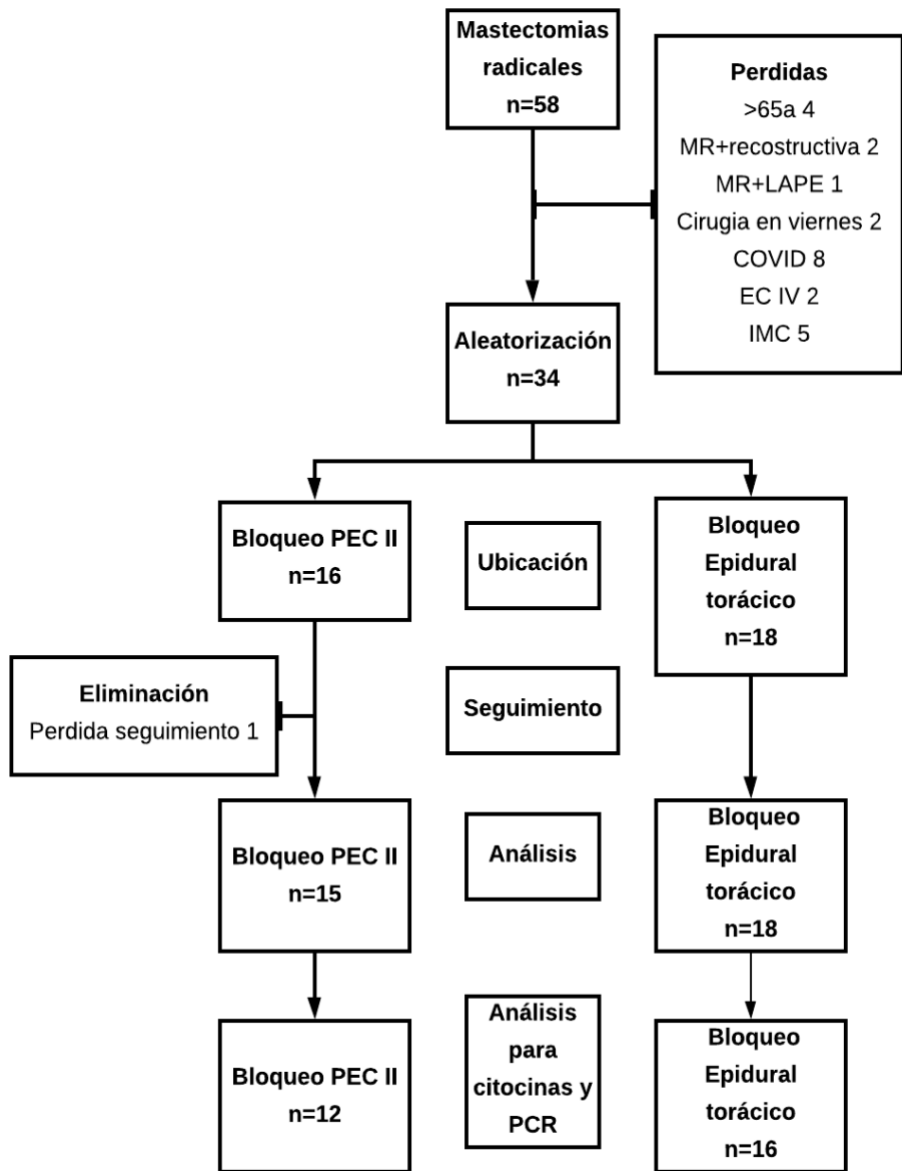 Mastectomias
radicales
n=58
Perdidas
>65a 4
MR+recostructiva 2
MR+LAPE 1
Cirugia en viernes 2
COVID 8
EC IV 2
IMC 5
Aleatorización
n=34
Bloqueo PEC II
n=16
Ubicación
Bloqueo
Epidural
torácico
n=18
Eliminación
Perdida seguimiento 1
Seguimiento
Bloqueo PEC II
n=15
Análisis
Bloqueo
Epidural
torácico
n=18
Bloqueo PEC II
n=12
Análisis
para
citocinas y
PCR
Bloqueo
Epidural
torácico
n=16